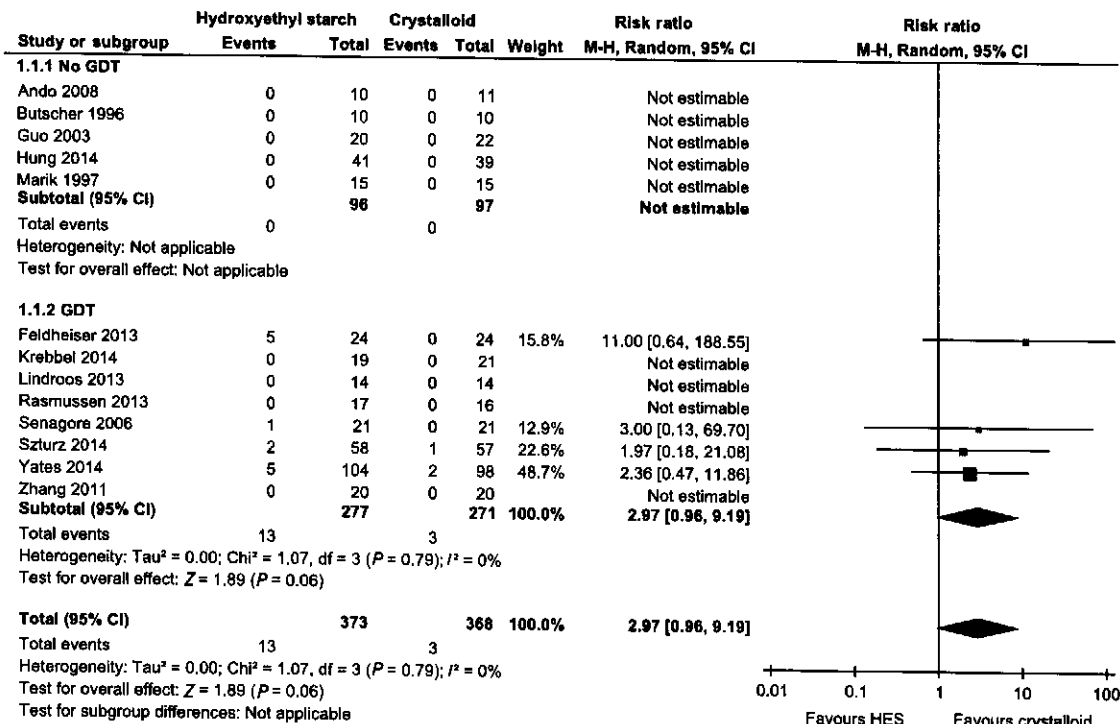 Hydroxyethyl starch Crystalloid Risk ratio Risk ratio
Study or subgroup Events Total Events Total Weight M-H, Random, 95% CI M-H, Random, 95% CI
1.1.1 No GDT
Ando 2008 0 10 0 11 Not estimable
Butscher 1996 0 10 0 10 Not estimable
Guo 2003 0 20 0 22 Not estimable
Hung 2014 0 41 0 39 Not estimable
Marik 1997 0 15 0 15 Not estimable
Subtotal (95% CI) 96 97 Not estimable
Total events 0 0
Heterogeneity: Not applicable
Test for overall effect: Not applicable
1.1.2 GDT
Feldheiser 2013 5 24 0 24 15.8% 11.00 [0.64, 188.55]
Krebbel 2014 0 19 0 21 Not estimable
Lindroos 2013 0 14 0 14 Not estimable
Rasmussen 2013 0 17 0 16 Not estimable
Senagore 2006 1 21 0 21 12.9% 3.00 [0.13, 69.70]
Szturz 2014 2 58 1 57 22.6% 1.97 [0.18, 21.08]
Yates 2014 5 104 2 98 48.7% 2.36 [0.47, 11.86]
Zhang 2011 0 20 0 20 Not estimable
Subtotal (95% CI) 277 271 100.0% 2.97 [0.96, 9.19]
Total events 13 3
Heterogeneity: Tau² = 0.00; Chi² = 1.07, df = 3 (P = 0.79); I² = 0%
Test for overall effect: Z = 1.89 (P = 0.06)
Total (95% CI) 373 368 100.0% 2.97 [0.96, 9.19]
Total events 13 3
Heterogeneity: Tau² = 0.00; Chi² = 1.07, df = 3 (P = 0.79); I² = 0%
Test for overall effect: Z = 1.89 (P = 0.06)
Test for subgroup differences: Not applicable
0.01 0.1 1 10 100
Favours HES Favours crystalloid